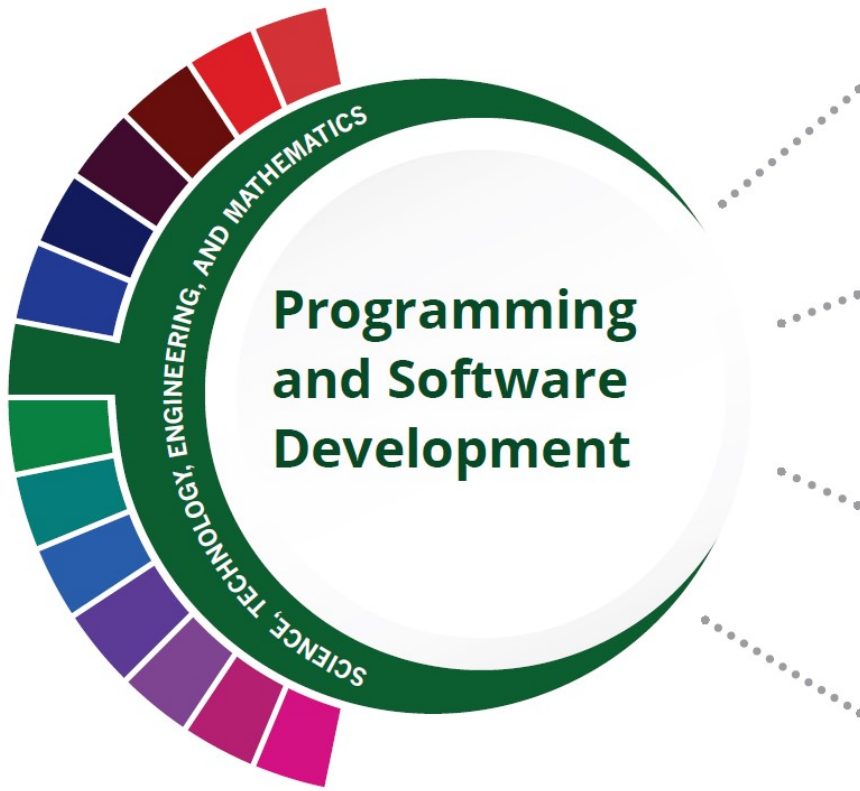 SCIENCE, TECHNOLOGY, ENGINEERING, AND MATHEMATICS
Programming
and Software
Development